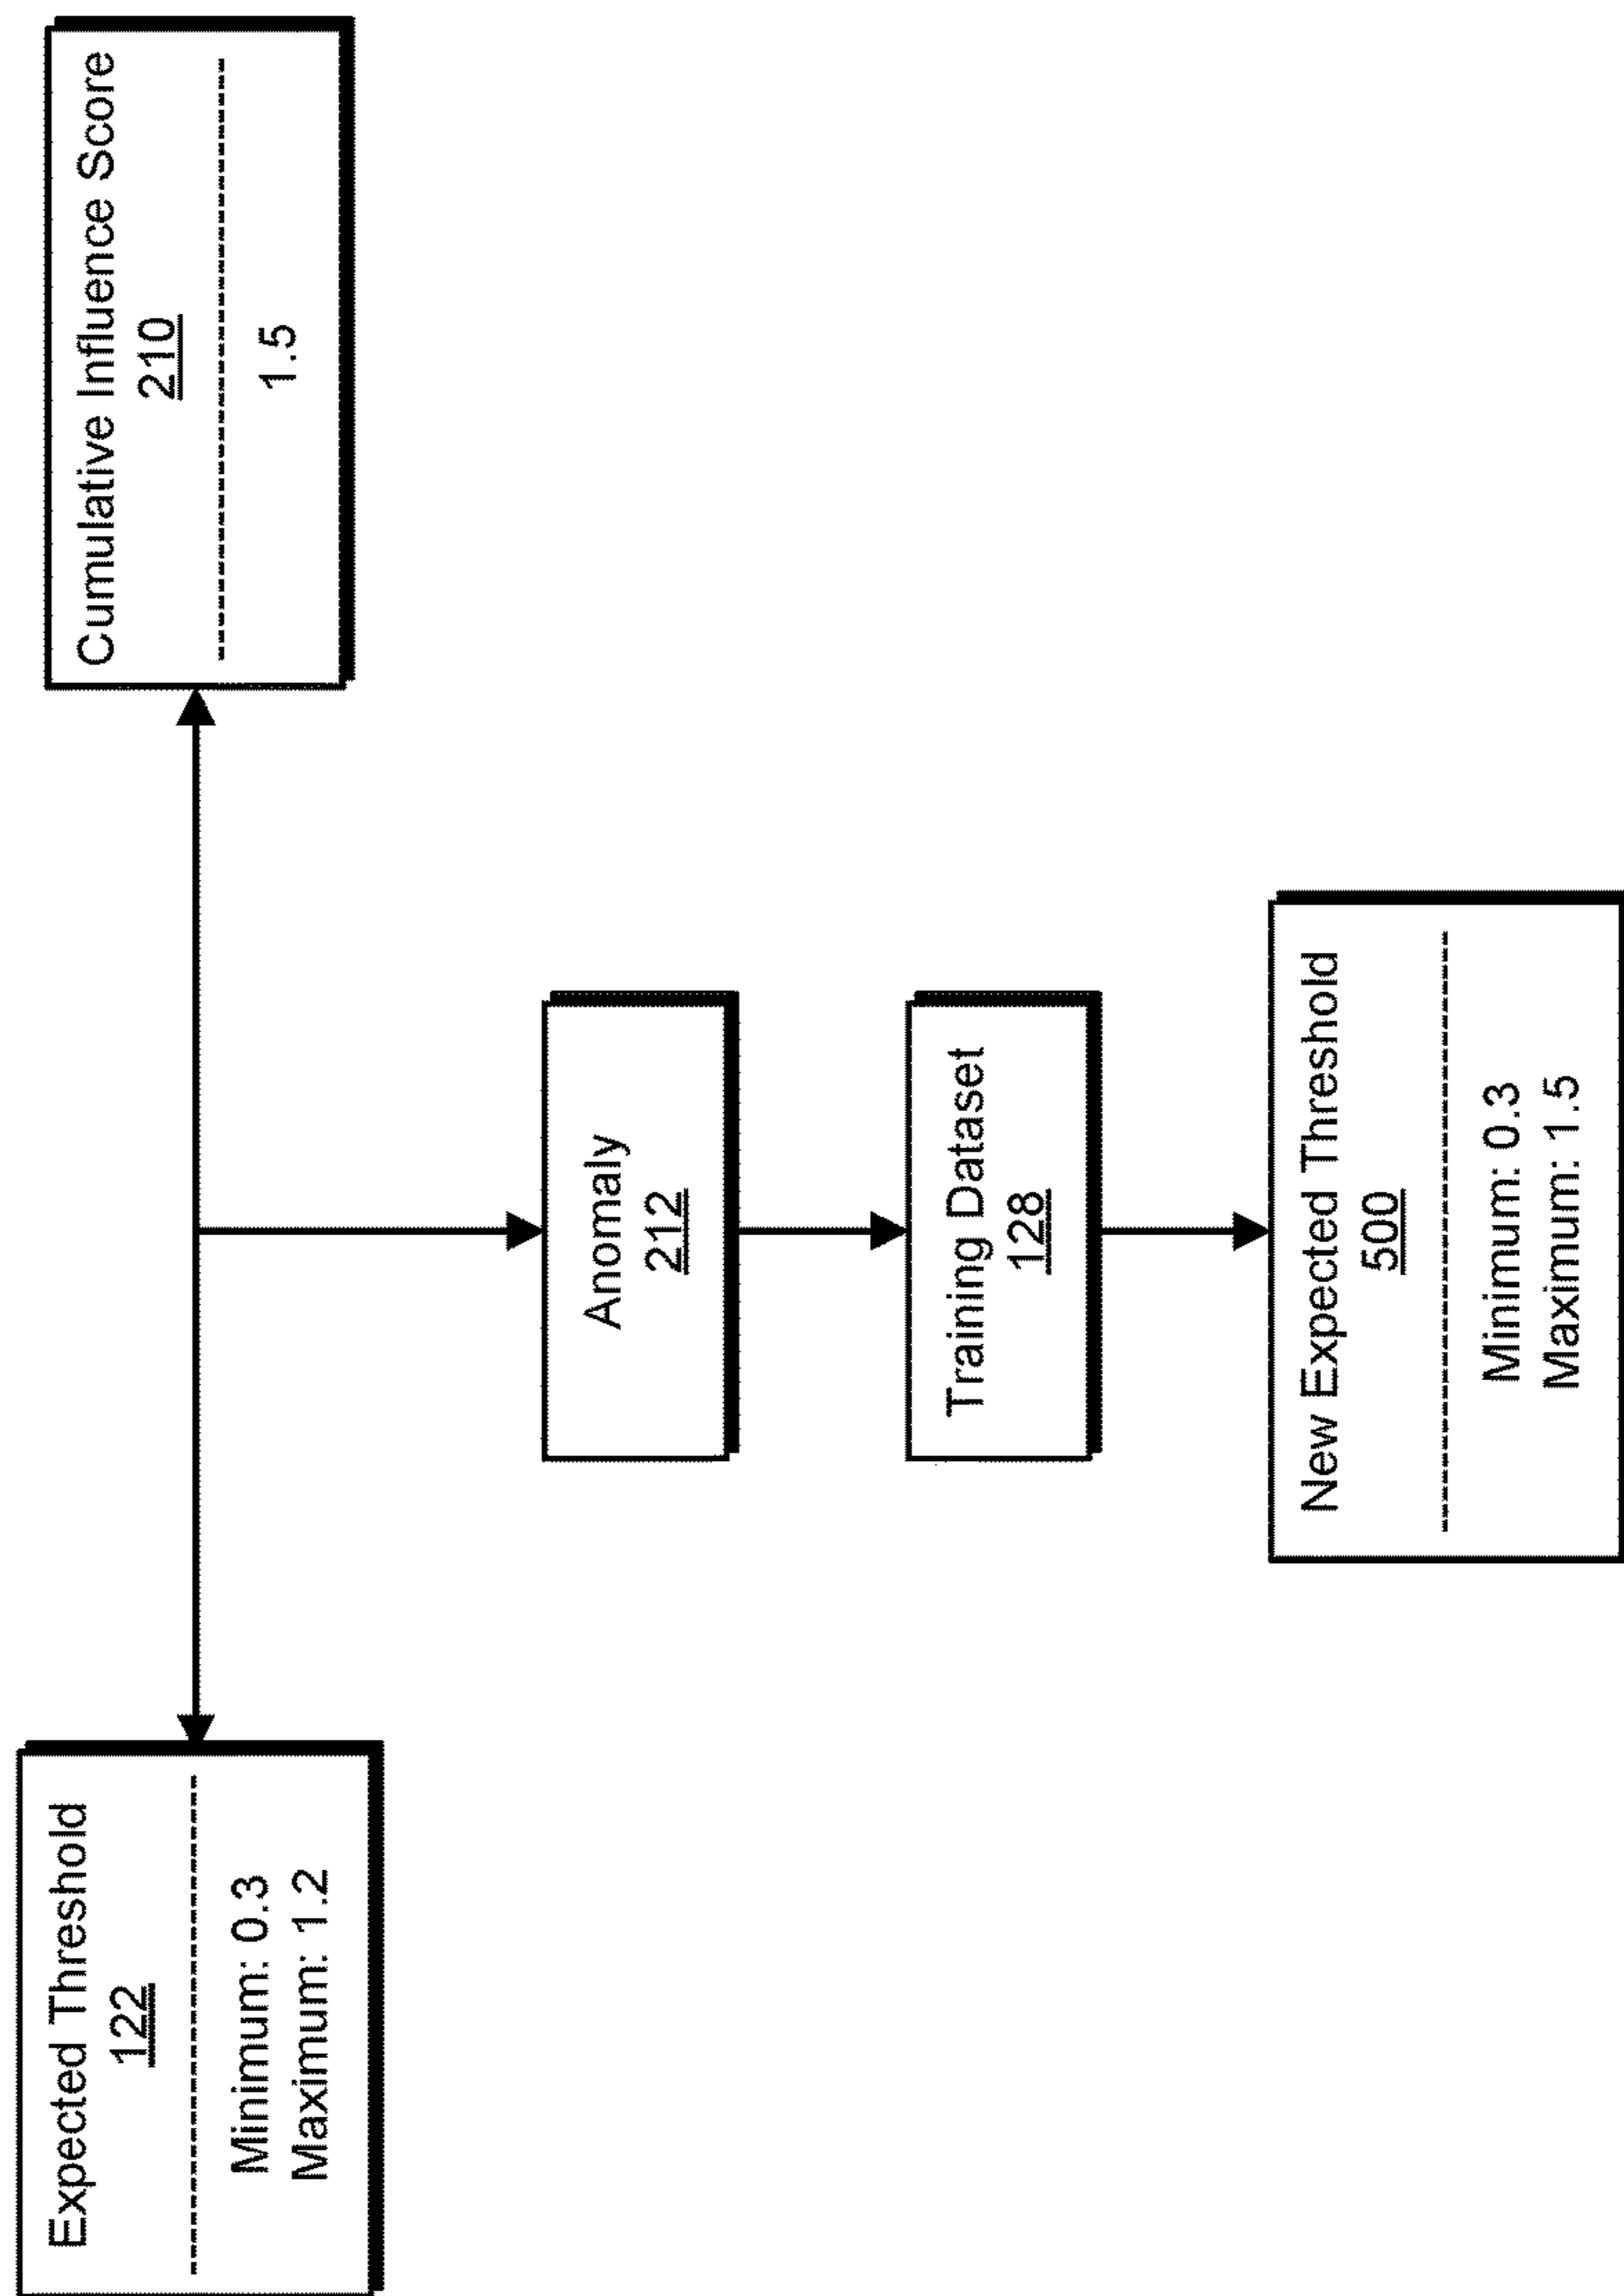 Expected Threshold
122
Minimum: 0.3
Maximum: 1.2
Cumulative Influence Score
210
1.5
Anomaly
212
Training Dataset
128
New Expected Threshold
500
Minimum: 0.3
Maximum: 1.5